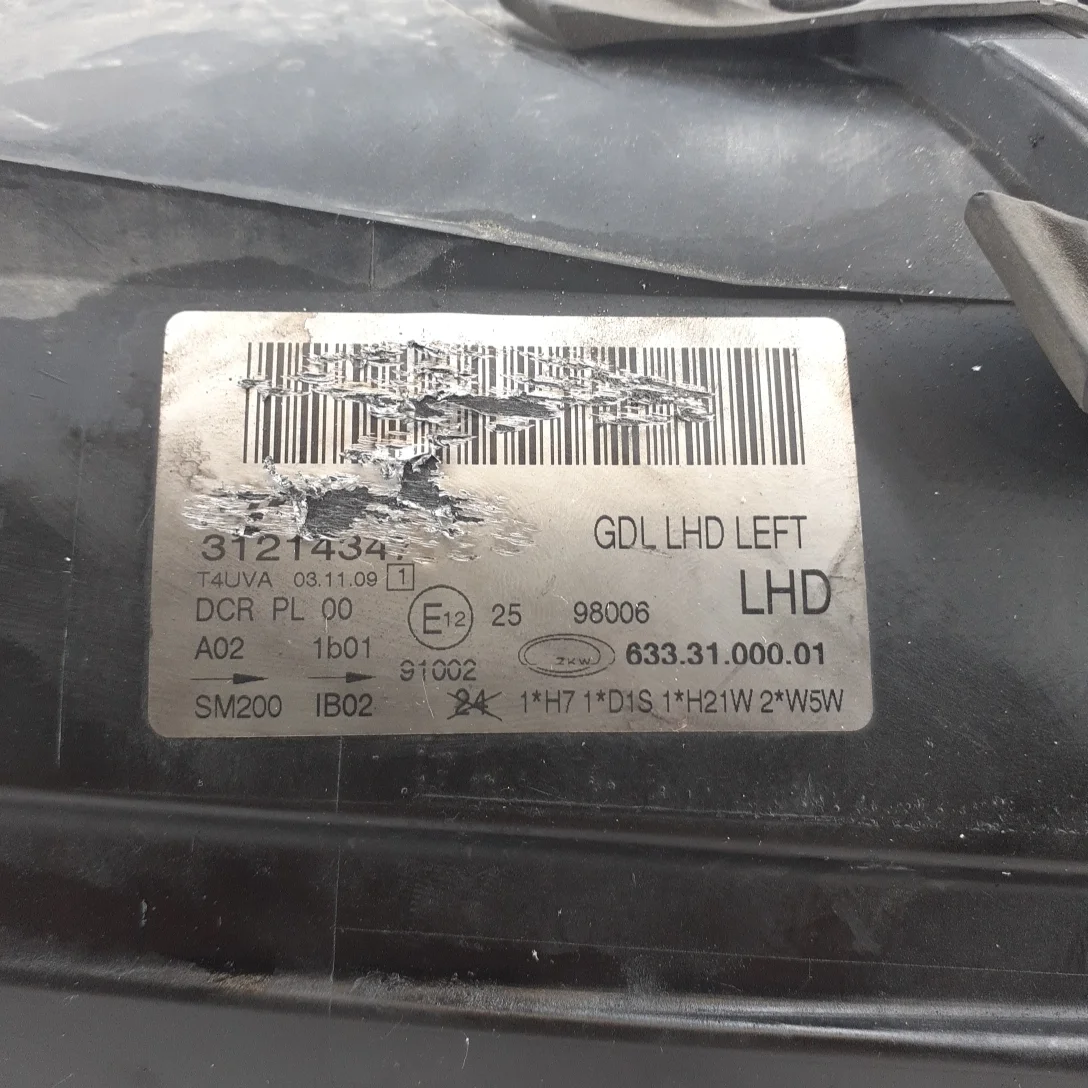 GDL LHD LEFT
T4UVA 03.11.09 1
LHD
DCR PL 00 E12 25 98006
A02 1b01 91002 ZKW 633.31.000.01
SM200 IB02 24 1*H7 1*D1S 1*H21W 2*W5W